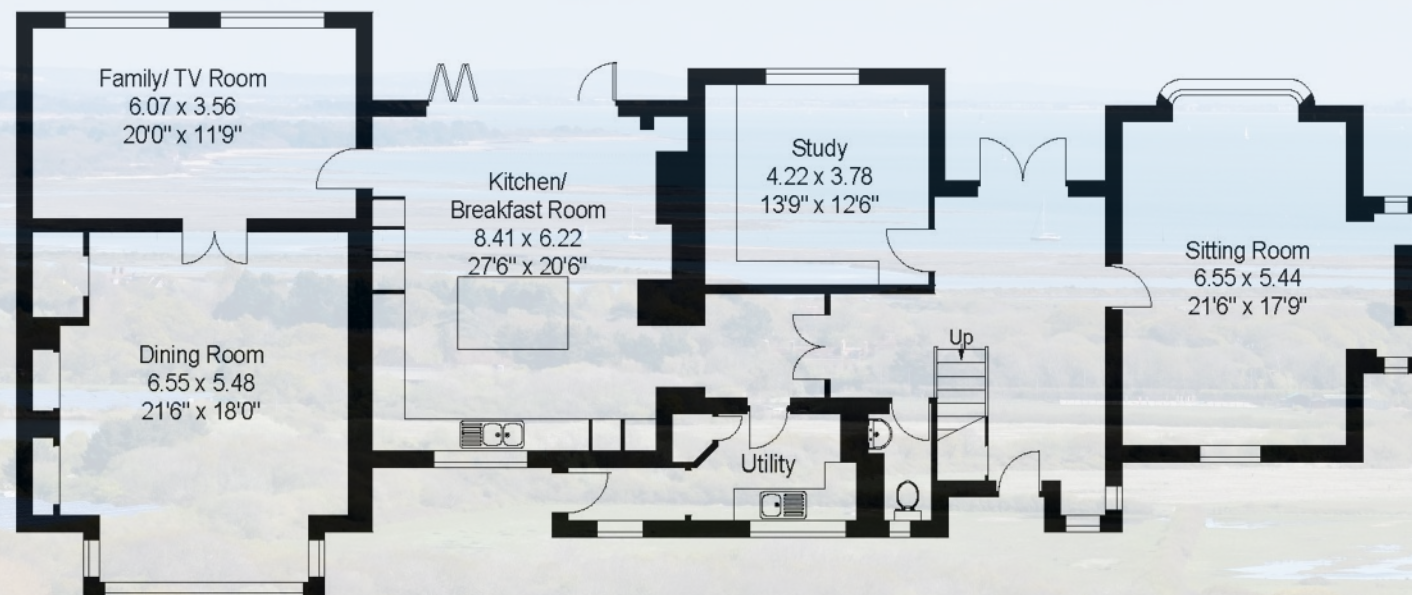 Family/ TV Room
6.07 x 3.56
20'0" x 11'9"
Kitchen/
Breakfast Room
8.41 x 6.22
27'6" x 20'6"
Study
4.22 x 3.78
13'9" x 12'6"
Sitting Room
6.55 x 5.44
21'6" x 17'9"
Dining Room
6.55 x 5.48
21'6" x 18'0"
Up
Utility